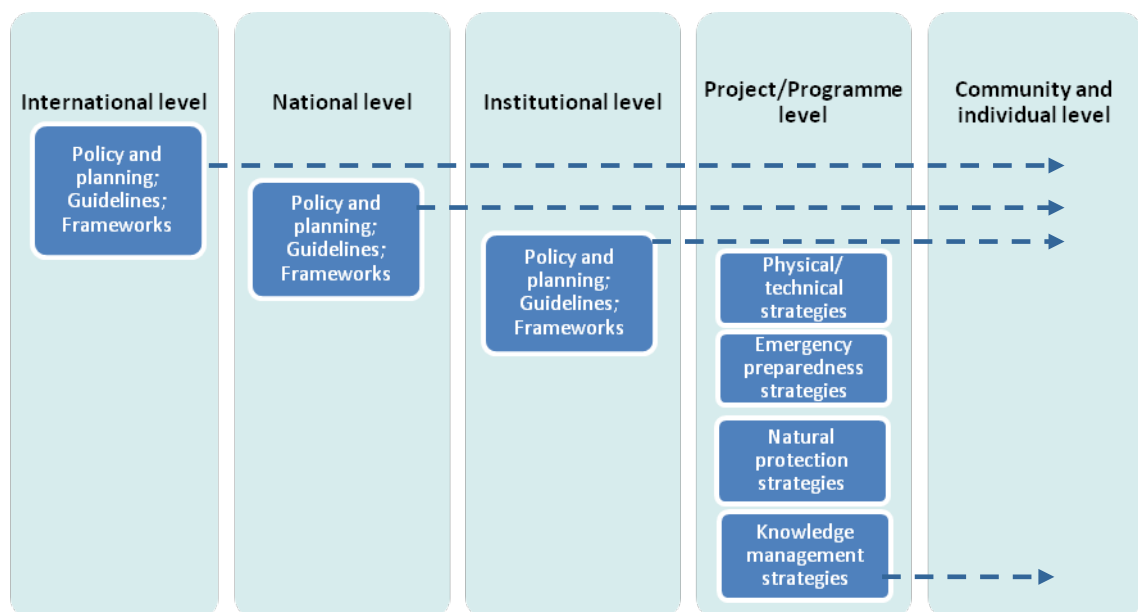 International level
National level
Institutional level
Project/Programme
level
Community and
individual level
Policy and
planning;
Guidelines;
Frameworks
Policy and
planning;
Guidelines;
Frameworks
Policy and
planning;
Guidelines;
Frameworks
Physical/
technical
strategies
Emergency
preparedness
strategies
Natural
protection
strategies
Knowledge
management
strategies